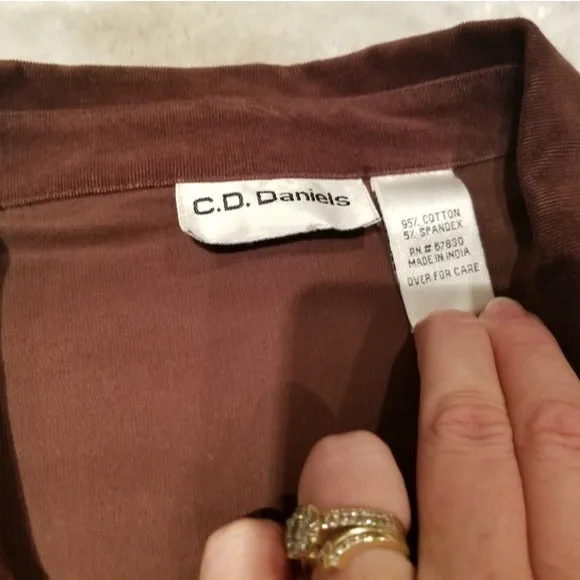 C.D. Daniels
95% COTTON
5% SPANDEX
RN # 67830
MADE IN INDIA
OVER FOR CARE